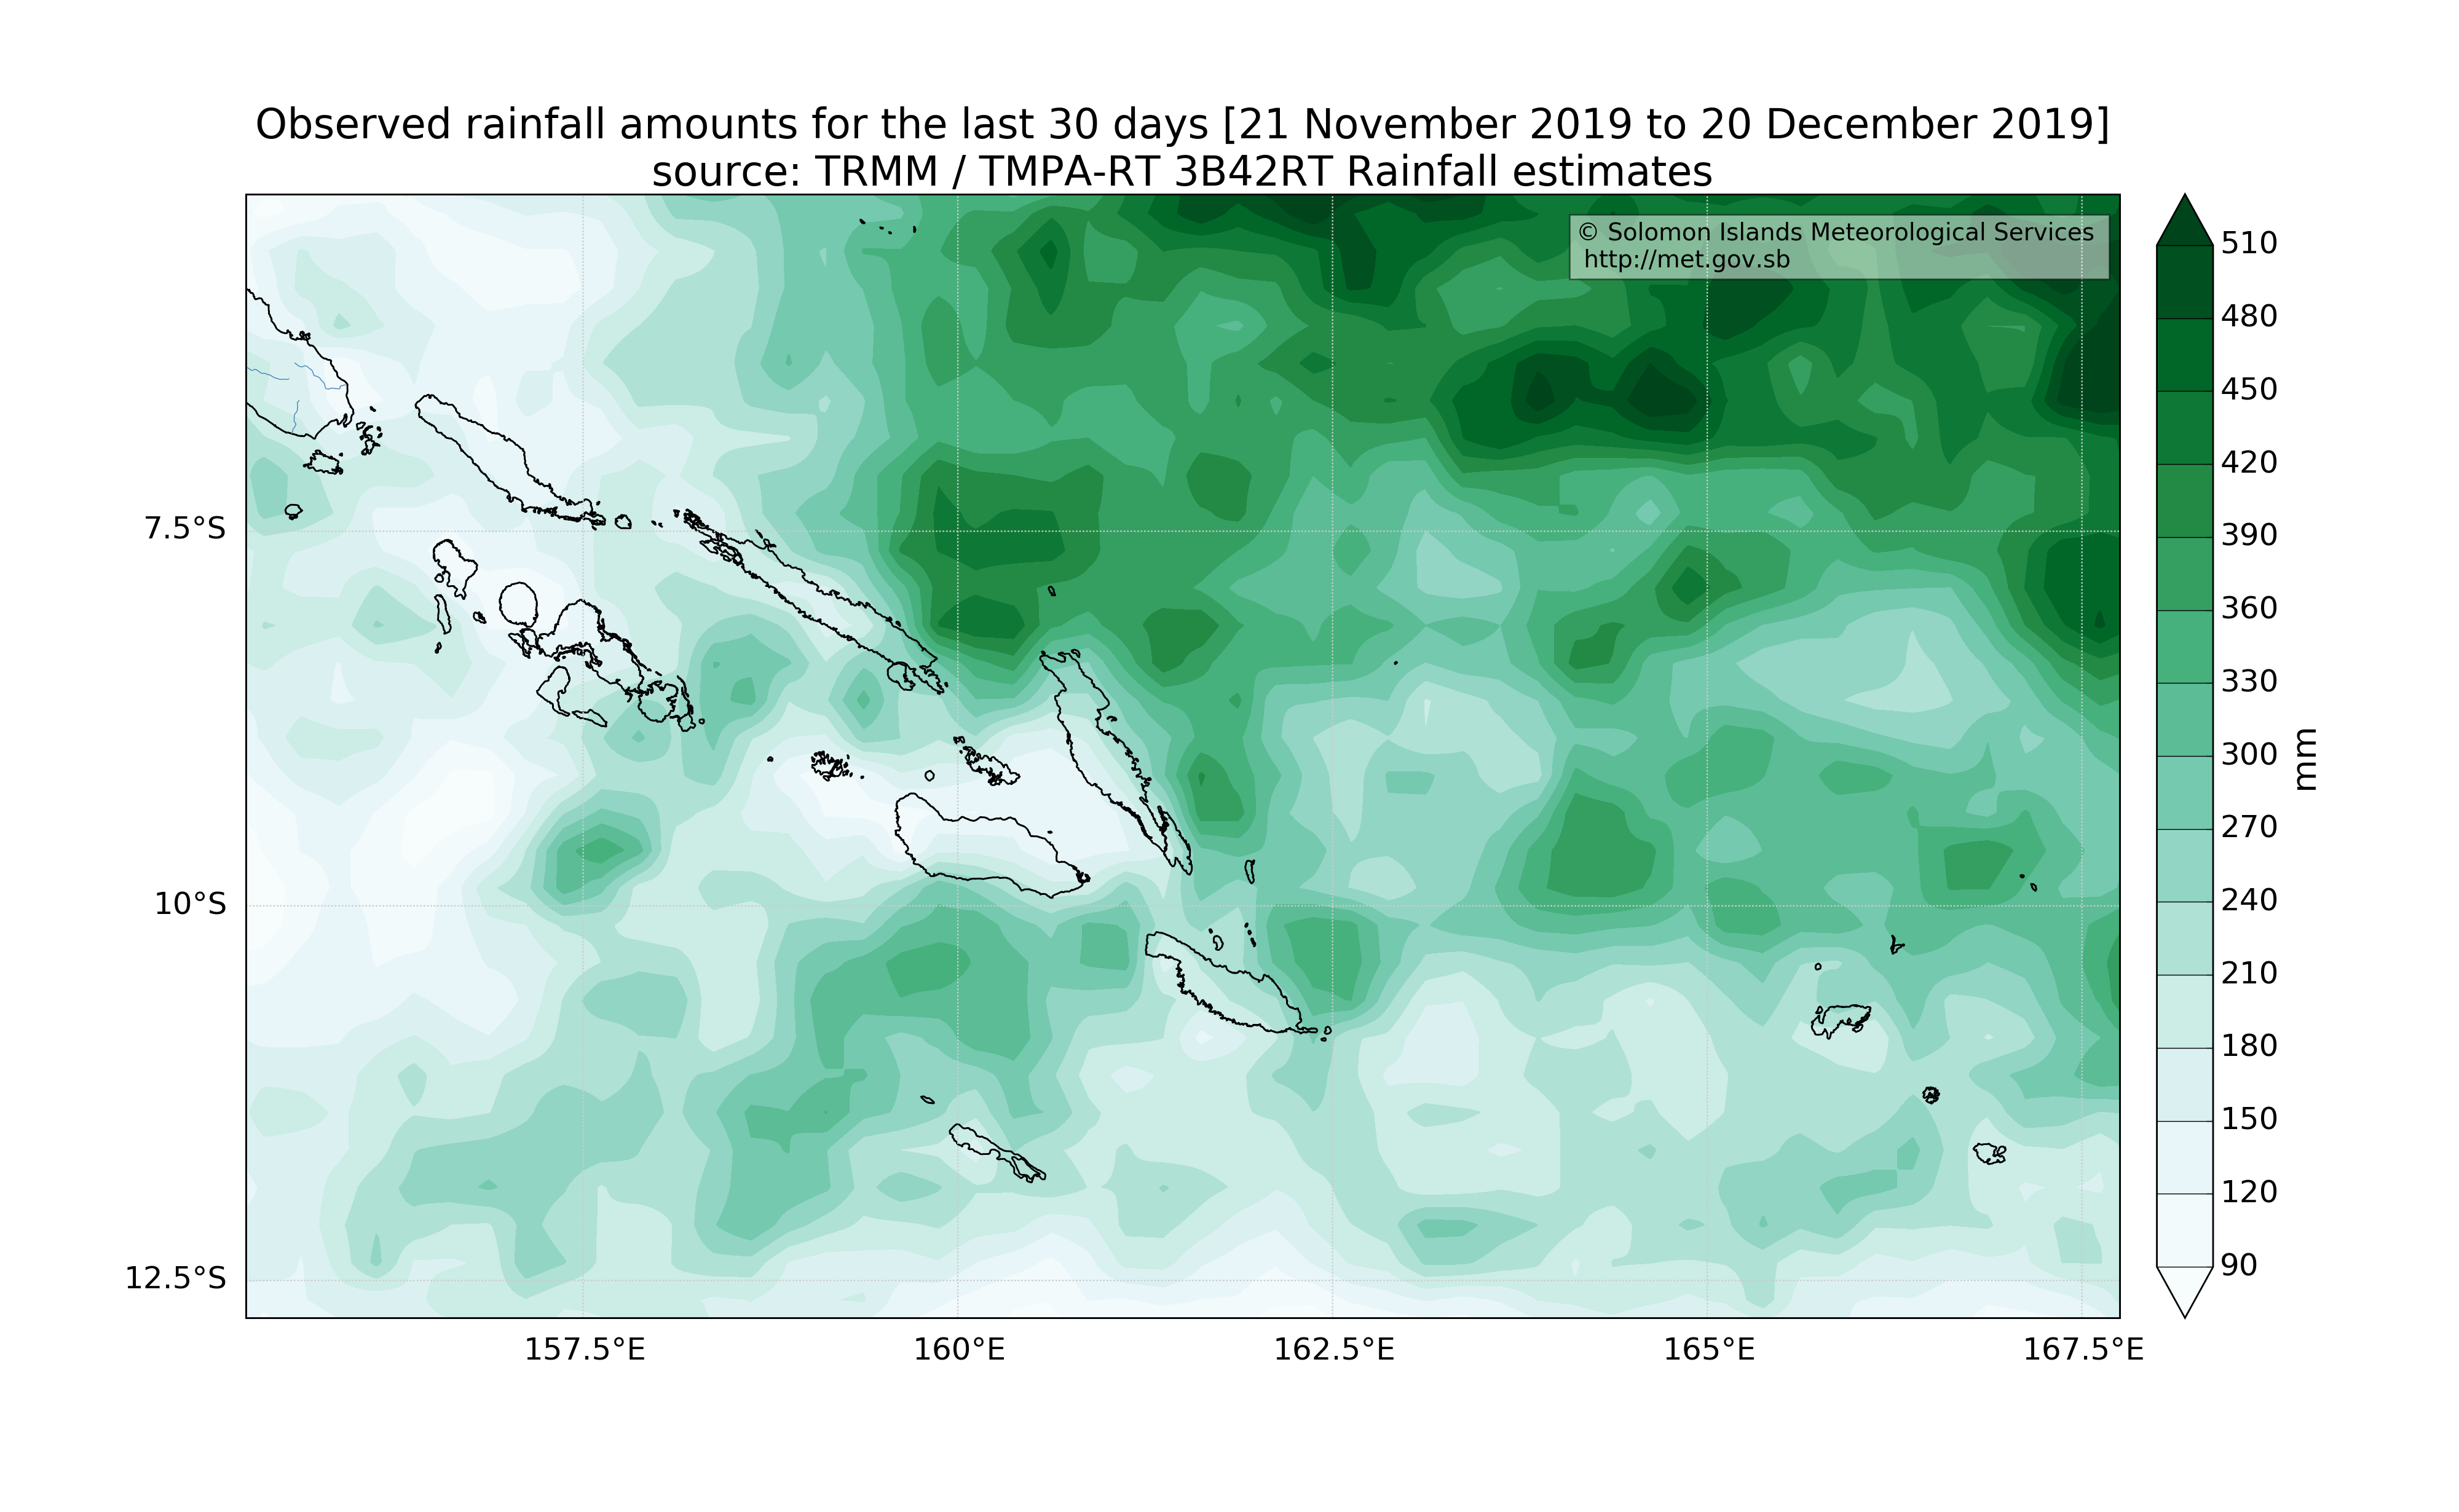 Observed rainfall amounts for the last 30 days [21 November 2019 to 20 December 2019]
source: TRMM / TMPA-RT 3B42RT Rainfall estimates
© Solomon Islands Meteorological Services
http://met.gov.sb
7.5°S
10°S
12.5°S
157.5°E
160°E
162.5°E
165°E
167.5°E
510
480
450
420
390
360
330
300
270
240
210
180
150
120
90
mm